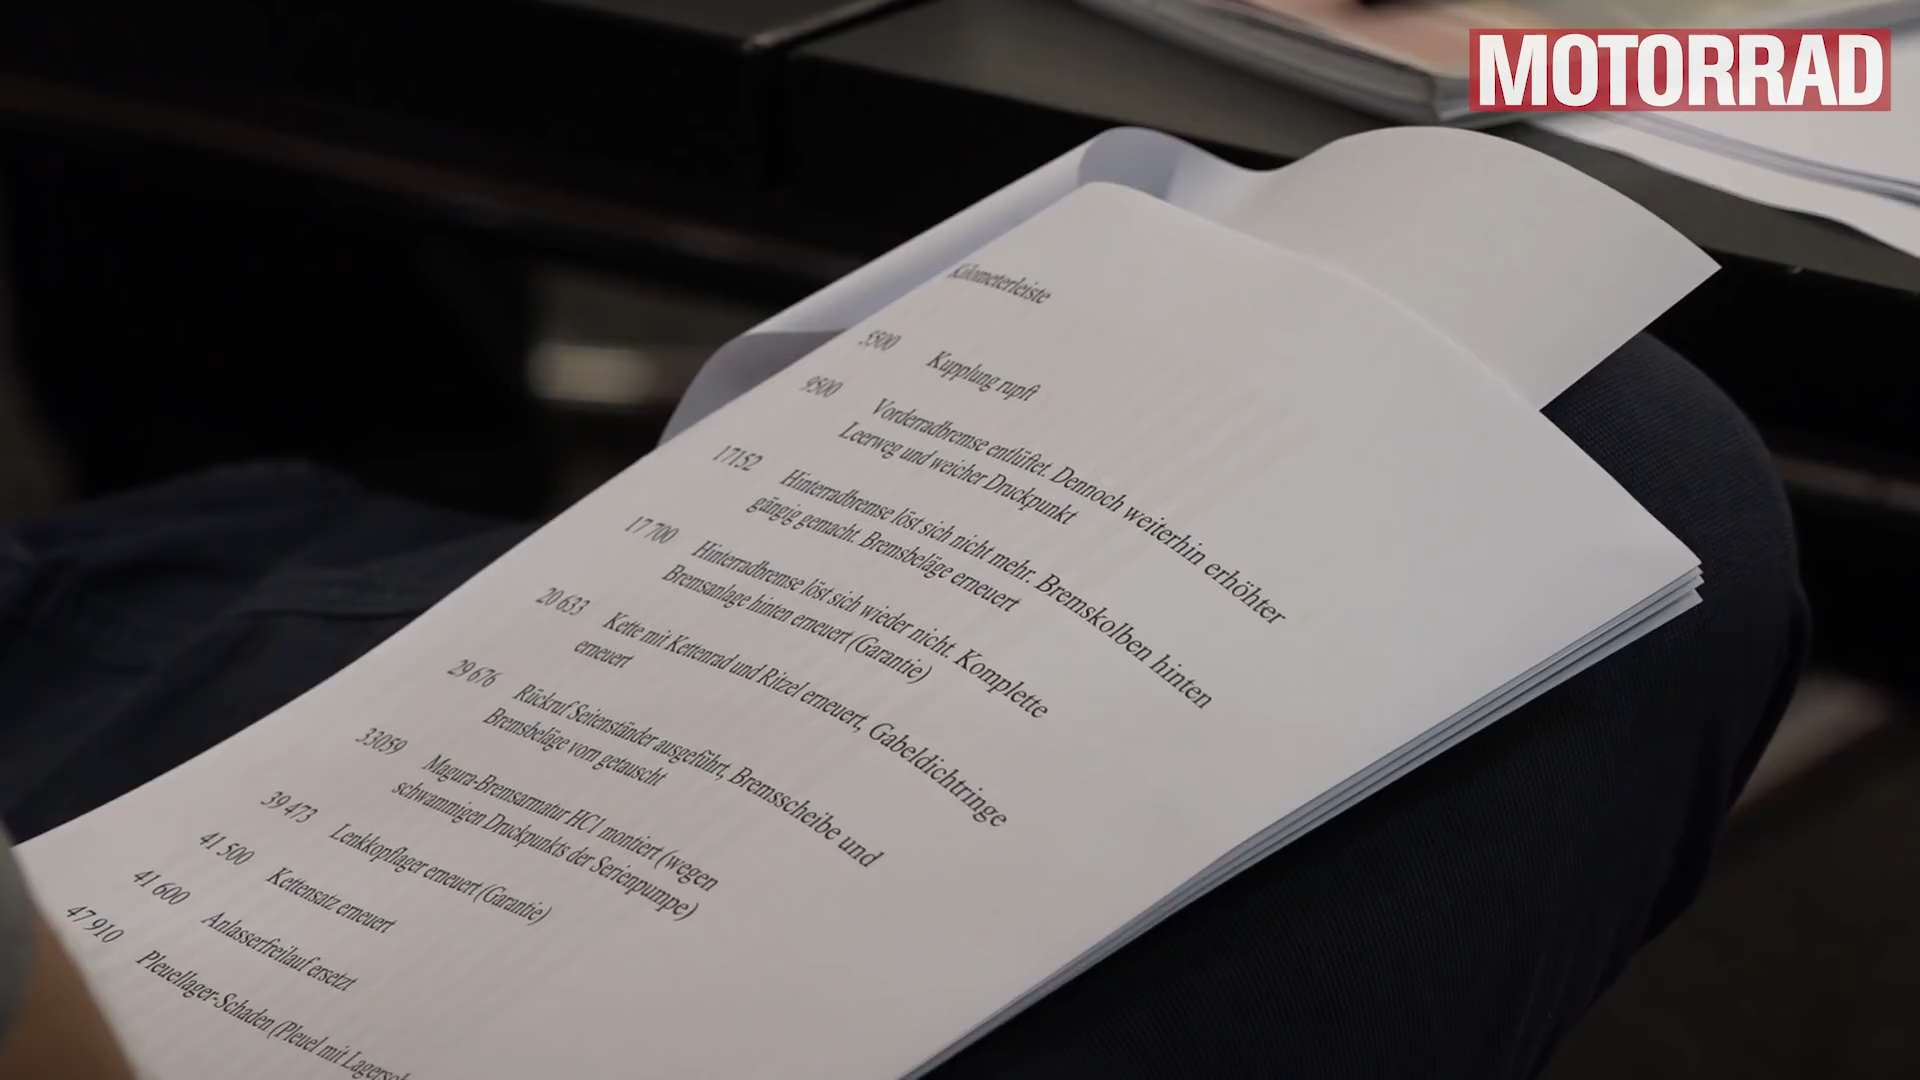 MOTORRAD
Kilometerleiste
5500 Kupplung rupft
9500 Vorderradbremse entlüftet. Dennoch weiterhin erhöhter
Leerweg und weicher Druckpunkt
17152 Hinterradbremse löst sich nicht mehr. Bremskolben hinten
gängig gemacht. Bremsbeläge erneuert
17 700 Hinterradbremse löst sich wieder nicht. Komplette
Bremsanlage hinten erneuert (Garantie)
20 633 Kette mit Kettenrad und Ritzel erneuert, Gabeldichtringe
erneuert
29 676 Rückruf Seitenständer ausgeführt, Bremsscheibe und
Bremsbeläge vorn getauscht
33059 Magura-Bremsarmatur HC1 montiert (wegen
schwammigen Druckpunkts der Serienpumpe)
39 473 Lenkkopflager erneuert (Garantie)
41 500 Kettensatz erneuert
41 600 Anlasserfreilauf ersetzt
47 910 Pleuellager-Schaden (Pleuel mit